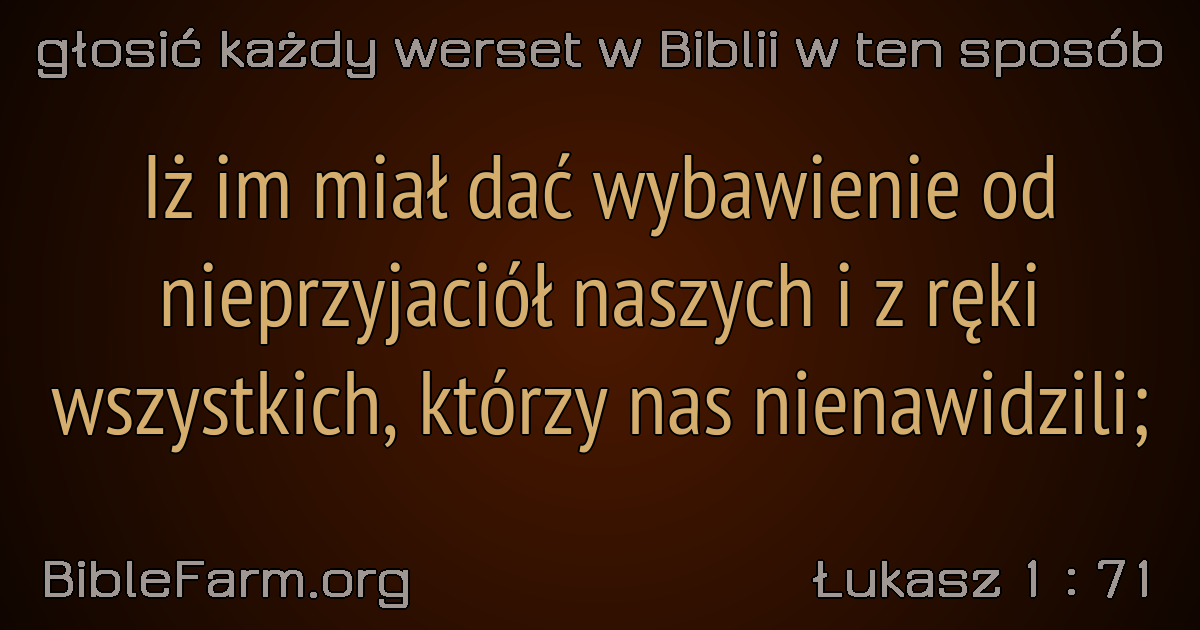 głosić każdy werset w Biblii w ten sposób
Iż im miał dać wybawienie od
nieprzyjaciół naszych i z ręki
wszystkich, którzy nas nienawidzili;
BibleFarm.org
Łukasz 1 : 71